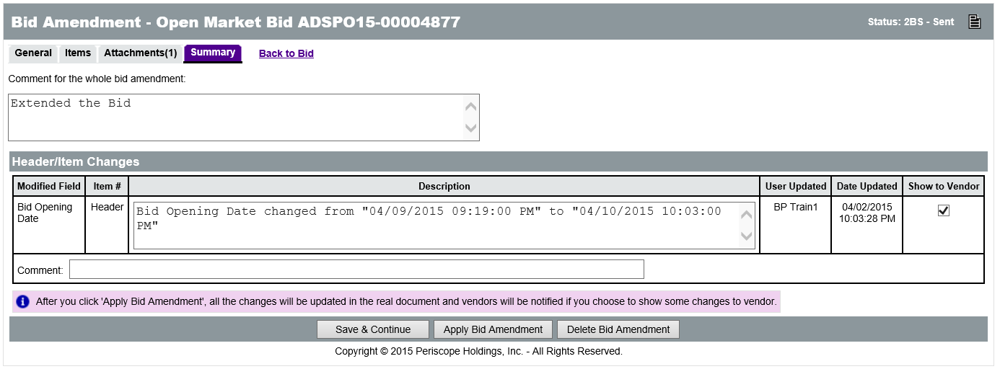 Bid Amendment - Open Market Bid ADSPO15-00004877
Status: 2BS - Sent
General Items Attachments(1) Summary Back to Bid
Comment for the whole bid amendment:
Extended the Bid
Header/Item Changes
Modified Field Item # Description User Updated Date Updated Show to Vendor
Bid Opening
Date
Header
Bid Opening Date changed from "04/09/2015 09:19:00 PM" to "04/10/2015 10:03:00
PM"
BP Train1
04/02/2015
10:03:28 PM
Comment:
After you click 'Apply Bid Amendment', all the changes will be updated in the real document and vendors will be notified if you choose to show some changes to vendor.
Save & Continue Apply Bid Amendment Delete Bid Amendment
Copyright © 2015 Periscope Holdings, Inc. - All Rights Reserved.